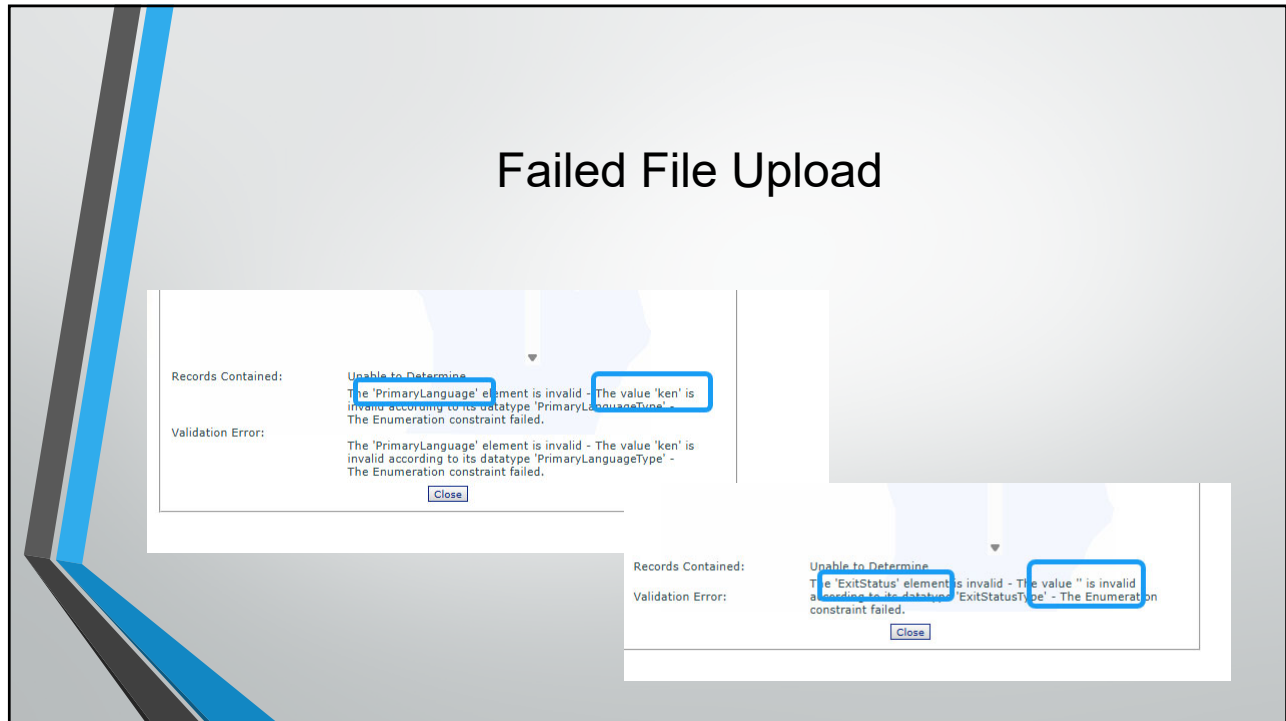 Failed File Upload
Records Contained:
Unable to Determine
The 'PrimaryLanguage' element is invalid - The value 'ken' is
invalid according to its datatype 'PrimaryLanguageType' -
The Enumeration constraint failed.
Validation Error:
The 'PrimaryLanguage' element is invalid - The value 'ken' is
invalid according to its datatype 'PrimaryLanguageType' -
The Enumeration constraint failed.
Close
Records Contained:
Unable to Determine
The 'ExitStatus' element is invalid - The value '' is invalid
Validation Error:
according to its datatype 'ExitStatusType' - The Enumeration
constraint failed.
Close